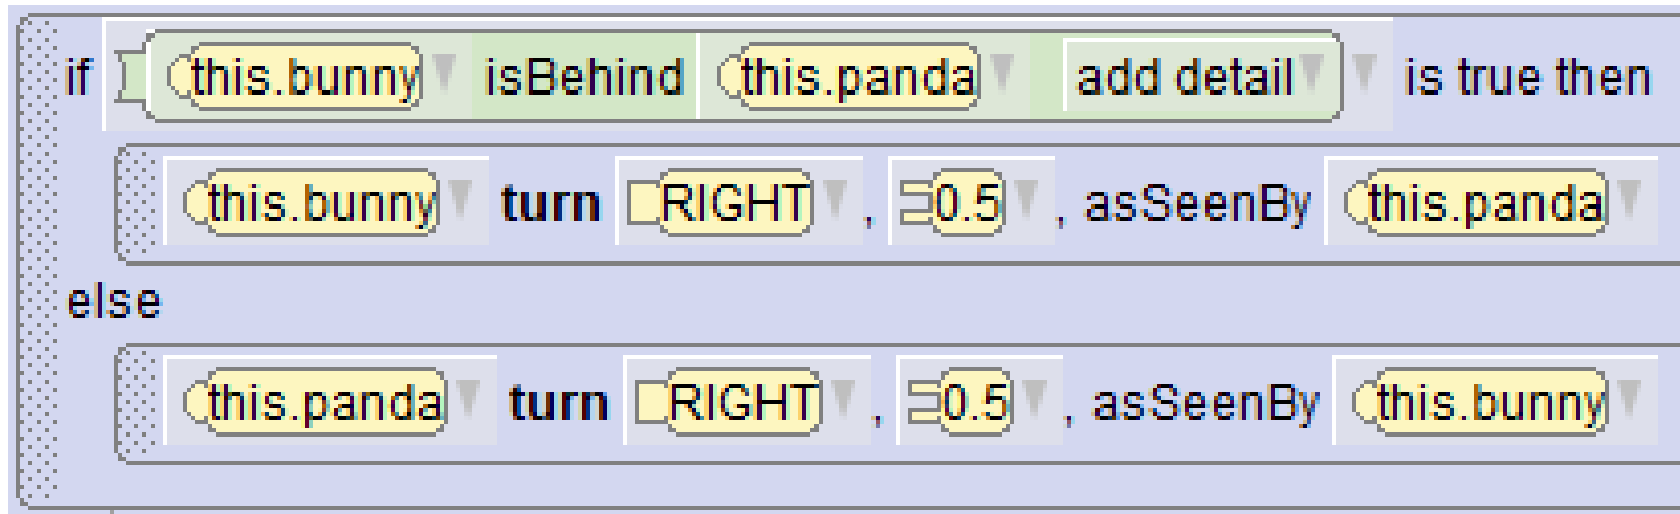 if this.bunny isBehind this.panda add detail is true then
this.bunny turn RIGHT , 0.5 , asSeenBy this.panda
else
this.panda turn RIGHT , 0.5 , asSeenBy this.bunny